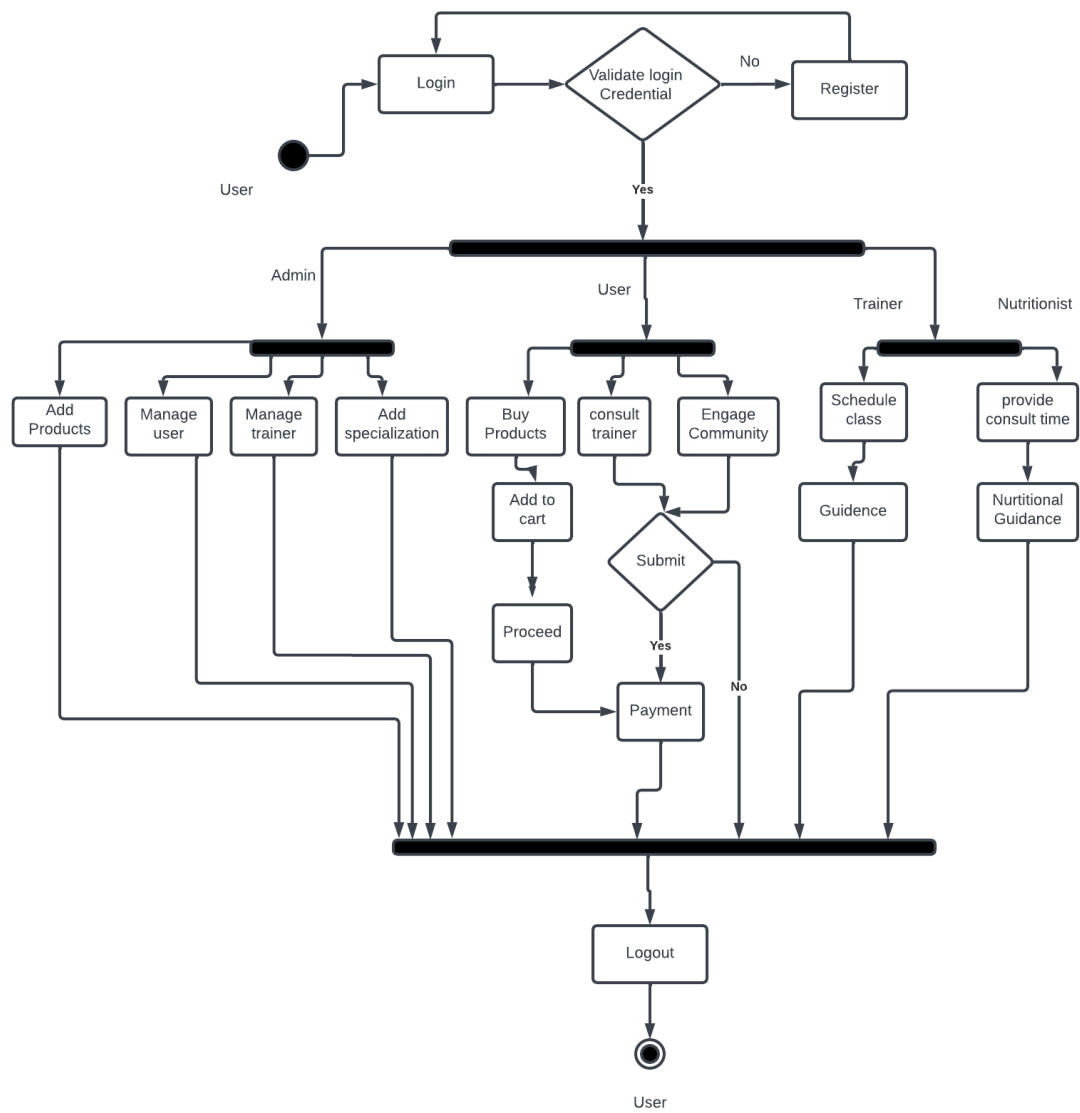 No
Login
Validate login
Credential
Register
User
Yes
Admin
User
Trainer
Nutritionist
Add
Products
Manage
user
Manage
trainer
Add
specialization
Buy
Products
consult
trainer
Engage
Community
Schedule
class
provide
consult time
Add to
cart
Guidence
Nurtitional
Guidance
Submit
Proceed
Yes
No
Payment
Logout
User